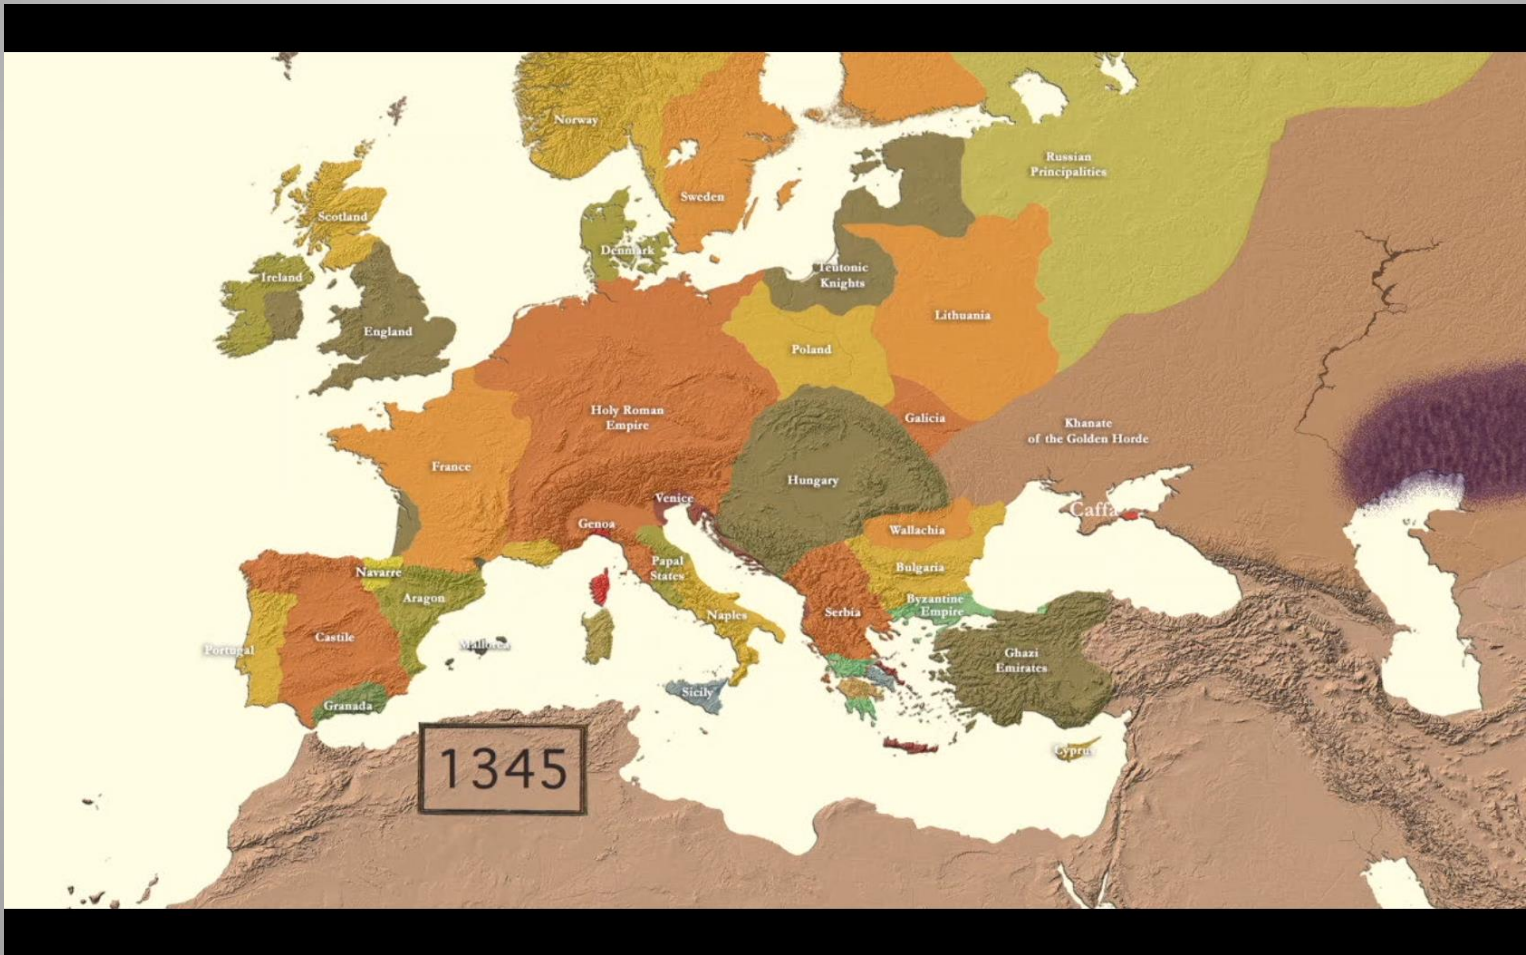 Norway
Russian
Principalities
Sweden
Scotland
Denmark
Teutonic
Knights
Ireland
Lithuania
England
Poland
Holy Roman
Empire
Galicia
Khanate
of the Golden Horde
France
Hungary
Venice
Caffa
Genoa
Wallachia
Papal
States
Bulgaria
Navarre
Aragon
Byzantine
Empire
Naples
Serbia
Castile
Portugal
Mallorca
Ghazi
Emirates
Sicily
Granada
Cyprus
1345